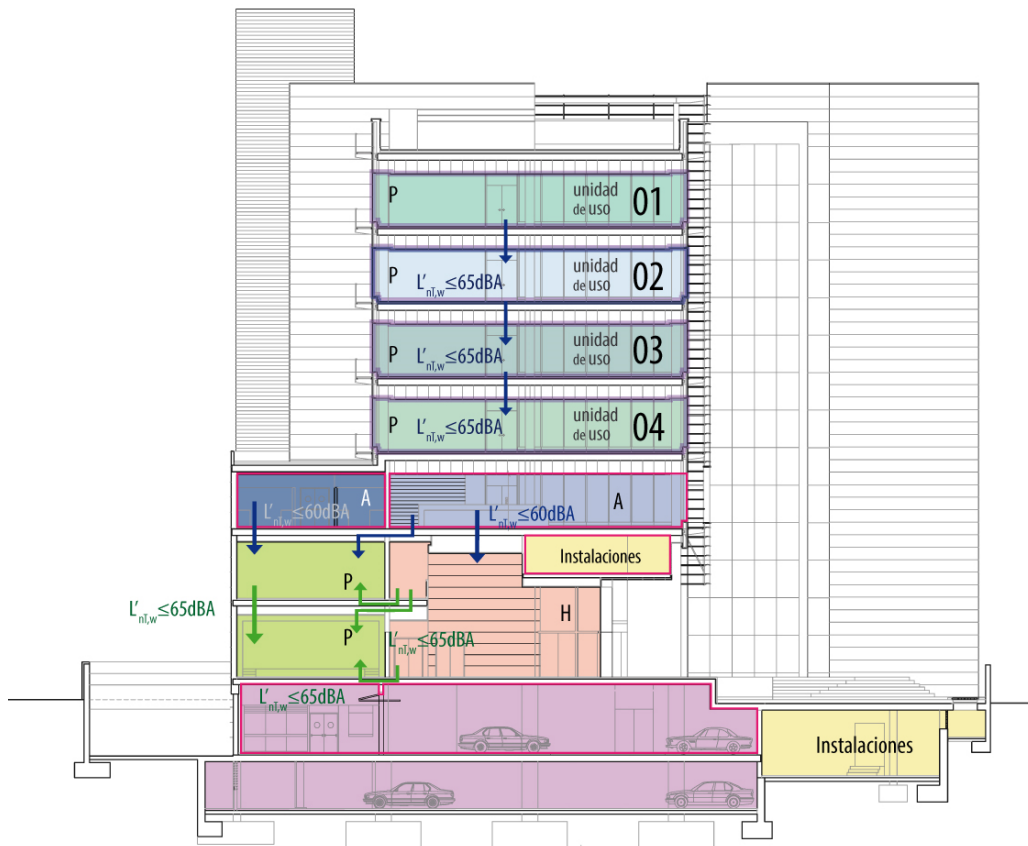 P
unidad
de uso
01
P
L'nT,w≤65dBA
unidad
de uso
02
P
L'nT,w≤65dBA
unidad
de uso
03
P
L'nT,w≤65dBA
unidad
de uso
04
A
L'nT,w≤60dBA
A
L'nT,w≤60dBA
Instalaciones
P
L'nT,w≤65dBA
H
P
L'nT,w≤65dBA
L'nT,w≤65dBA
Instalaciones